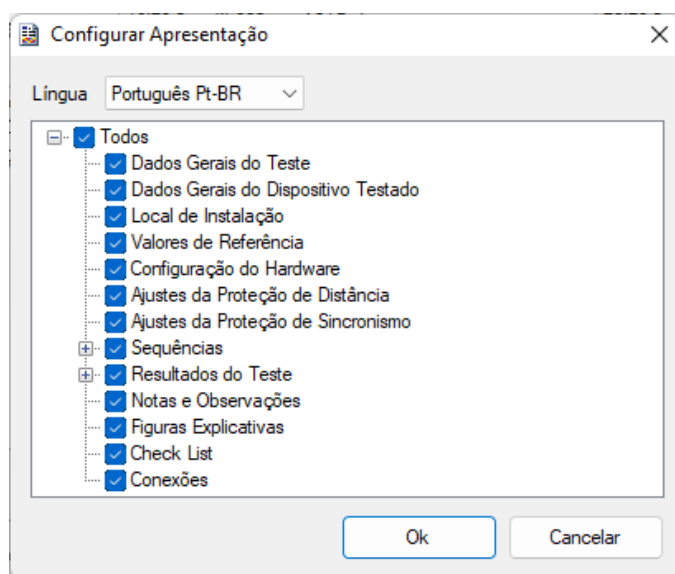 Configurar Apresentação
Língua Português Pt-BR
Todos
Dados Gerais do Teste
Dados Gerais do Dispositivo Testado
Local de Instalação
Valores de Referência
Configuração do Hardware
Ajustes da Proteção de Distância
Ajustes da Proteção de Sincronismo
Sequências
Resultados do Teste
Notas e Observações
Figuras Explicativas
Check List
Conexões
Ok Cancelar